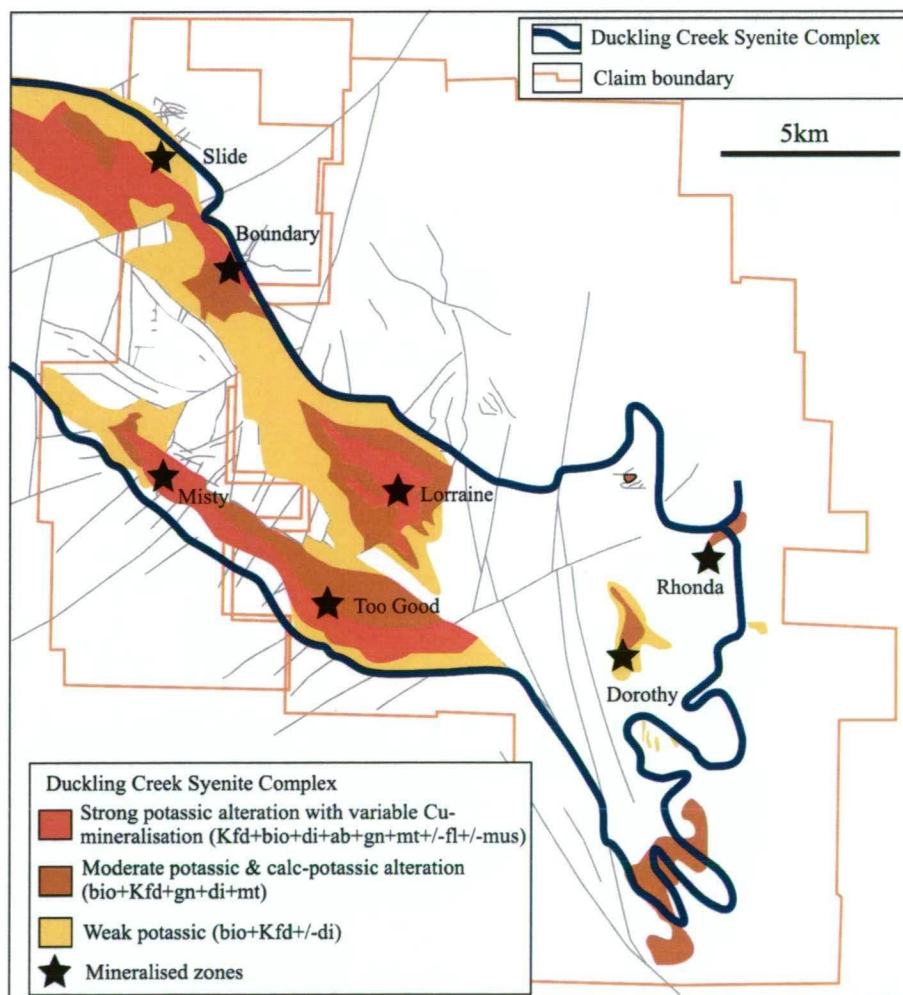 Duckling Creek Syenite Complex
Claim boundary
5km
Slide
Boundary
Misty
Lorraine
Too Good
Rhonda
Dorothy
Duckling Creek Syenite Complex
Strong potassic alteration with variable Cu-
mineralisation (Kfd+bio+di+ab+gn+mt+/-fl+/-mus)
Moderate potassic & calc-potassic alteration
(bio+Kfd+gn+di+mt)
Weak potassic (bio+Kfd+/-di)
Mineralised zones